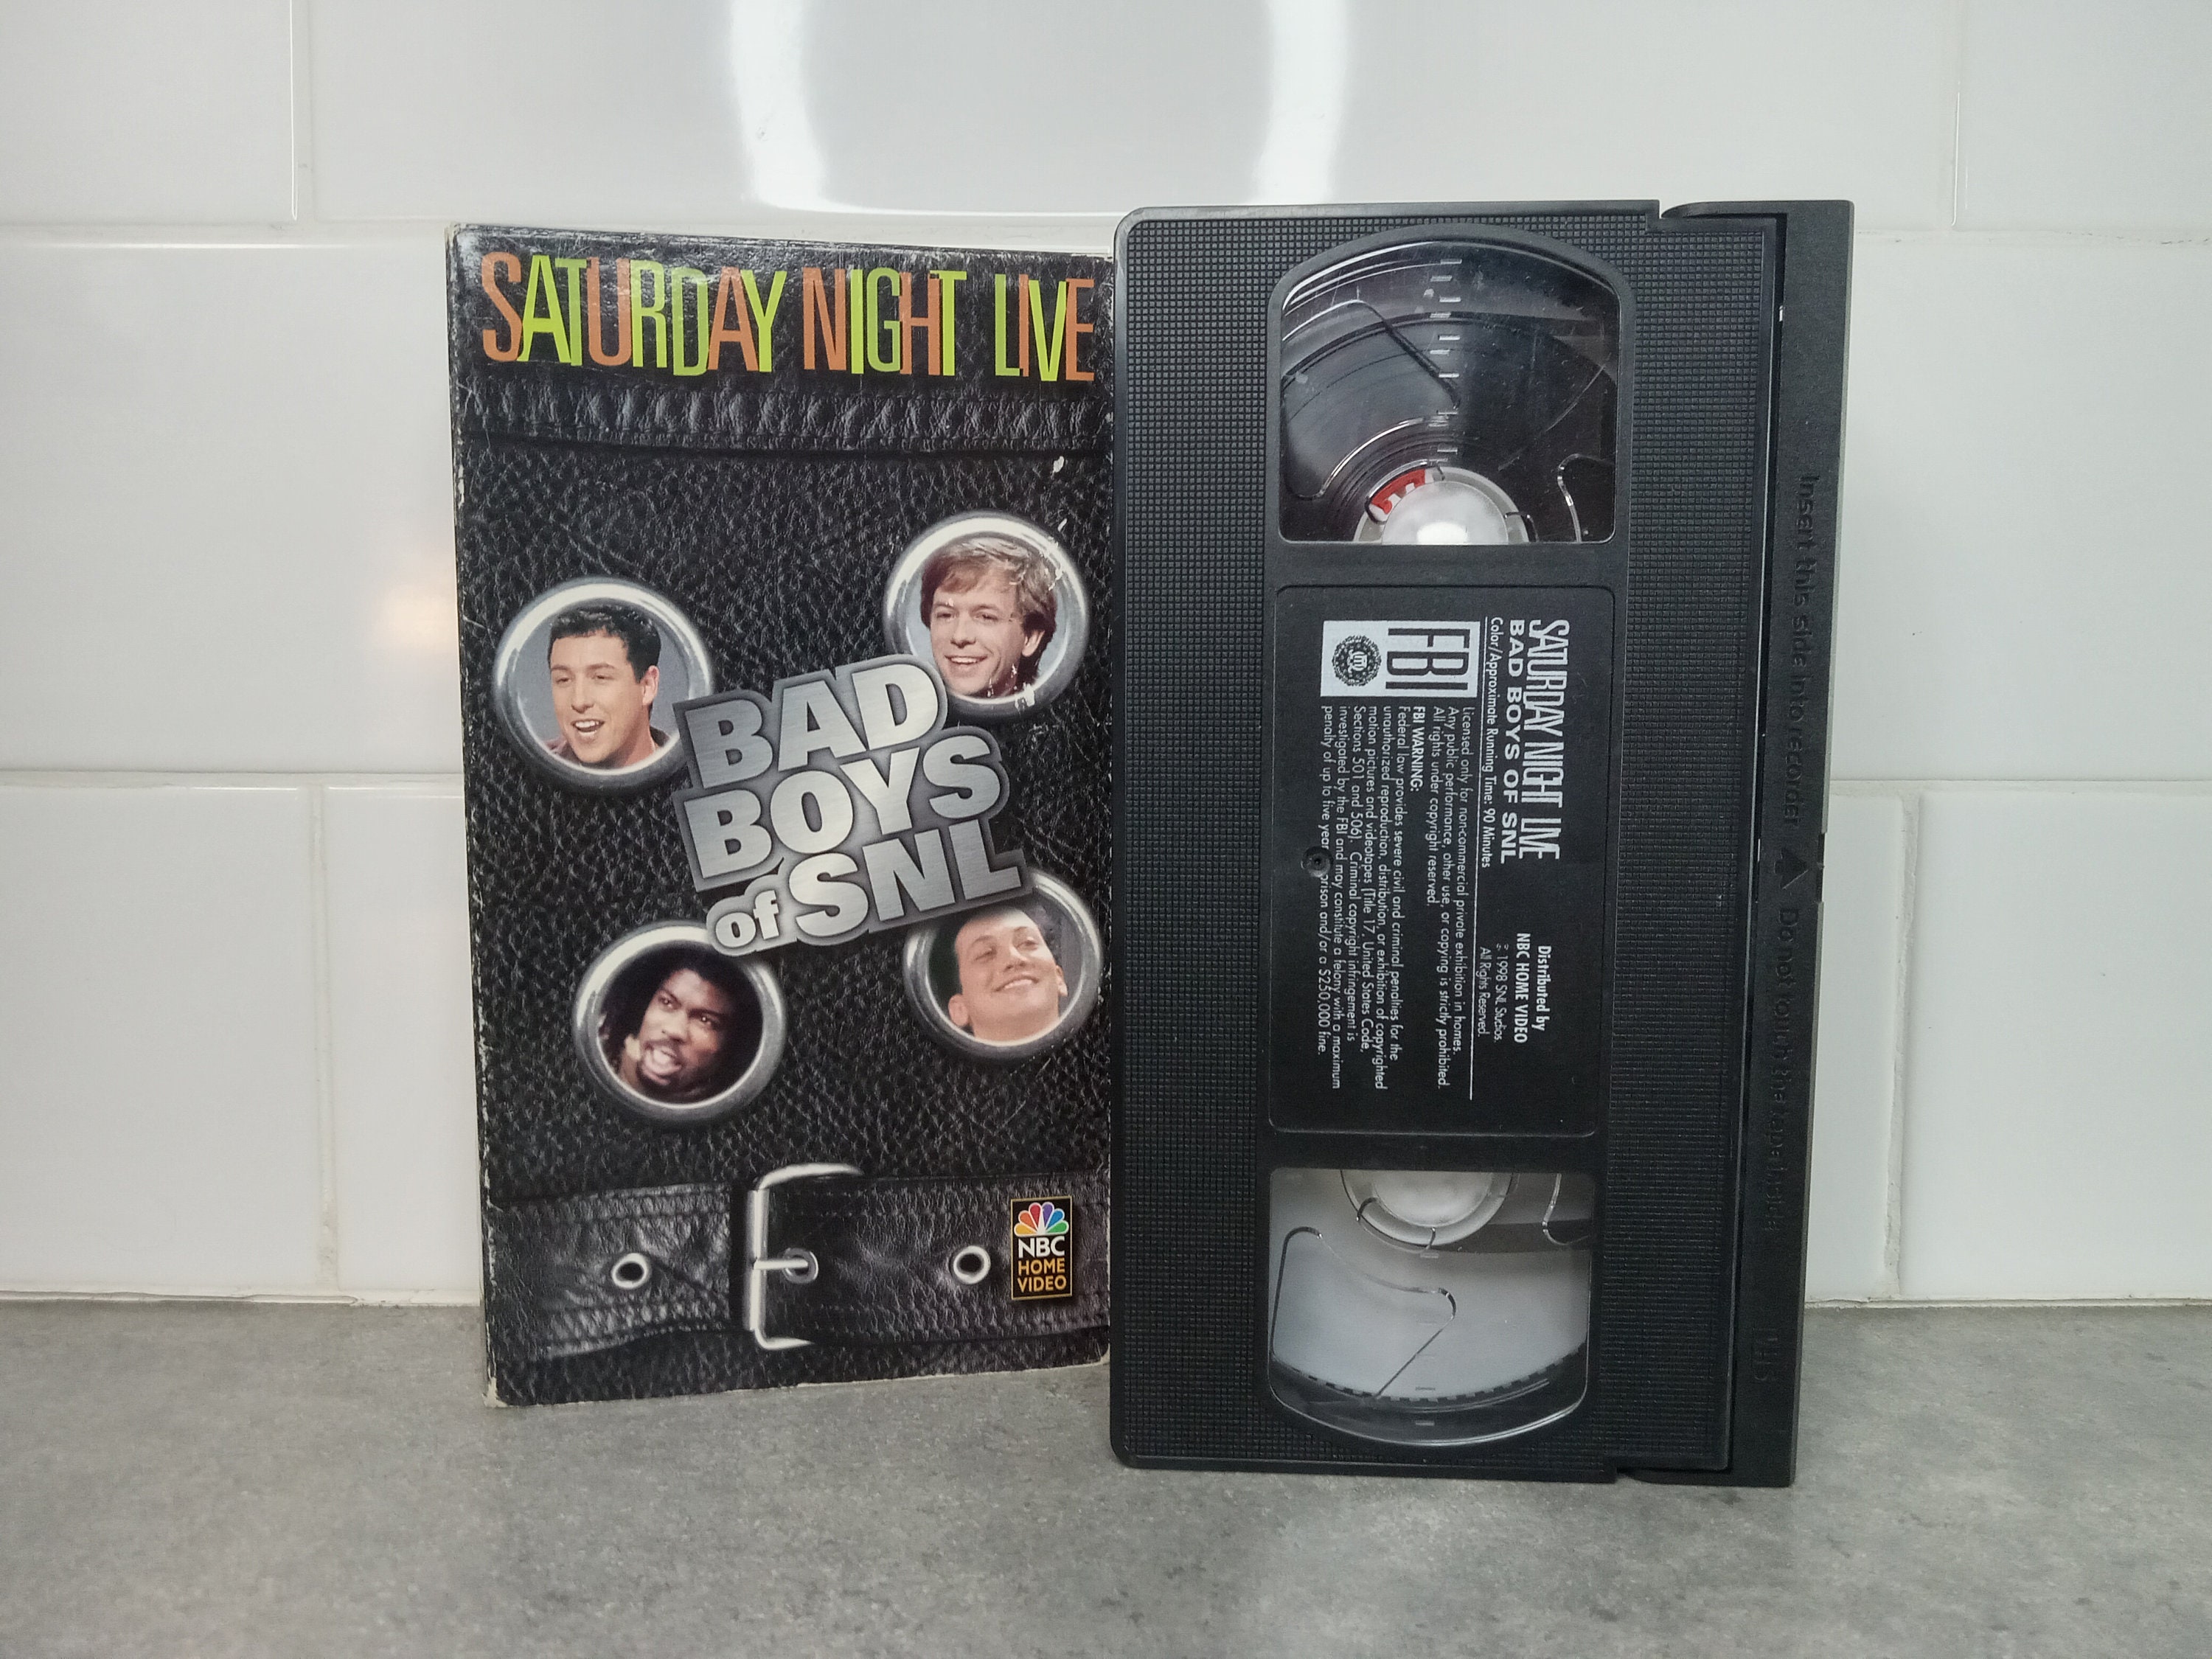 SATURDAY NIGHT LIVE
BAD
BOYS
of SNL
NBC
HOME
VIDEO
SATURDAY NIGHT LIVE
BAD BOYS OF SNL
Color/Approximate Running Time: 90 Minutes
Distributed by
NBC HOME VIDEO
1998 SNL Studios.
All Rights Reserved.
Licensed only for non-commercial private exhibition in homes.
Any public performance, other use, or copying is strictly prohibited.
All rights under copyright reserved.
FBI
FBI WARNING:
Federal law provides severe civil and criminal penalties for the
unauthorized reproduction, distribution, or exhibition of copyrighted
motion pictures and videotapes (Title 17, United States Code,
Sections 501 and 506). Criminal copyright infringement is
investigated by the FBI and may constitute a felony with a maximum
penalty of up to five year prison and/or a $250,000 fine.
Insert this side into recorder ▲ Do not touch the tape inside
VHS